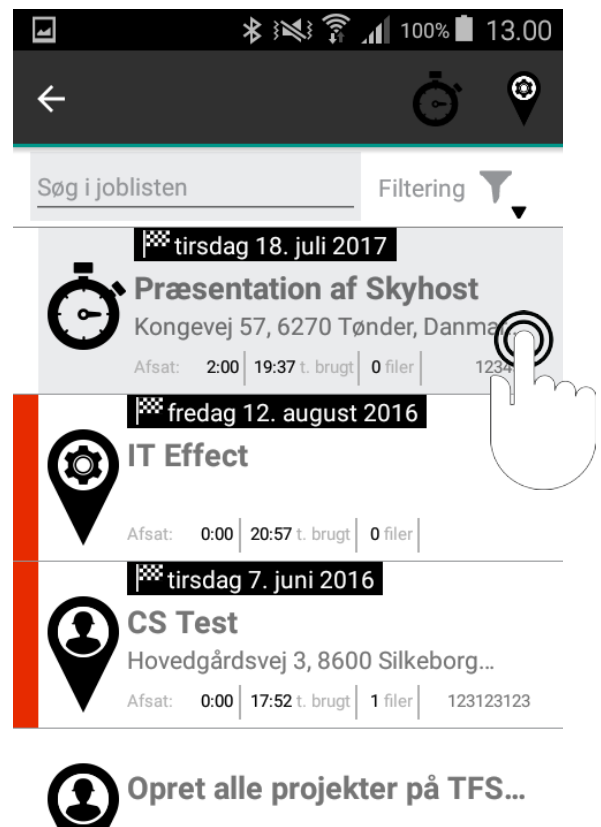 100% 13.00
Søg i joblisten Filtering
tirsdag 18. juli 2017
Præsentation af Skyhost
Kongevej 57, 6270 Tønder, Danmar...
Afsat: 2:00 19:37 t. brugt 0 filer 1234
fredag 12. august 2016
IT Effect
Afsat: 0:00 20:57 t. brugt 0 filer
tirsdag 7. juni 2016
CS Test
Hovedgårdsvej 3, 8600 Silkeborg...
Afsat: 0:00 17:52 t. brugt 1 filer 123123123
Opret alle projekter på TFS...